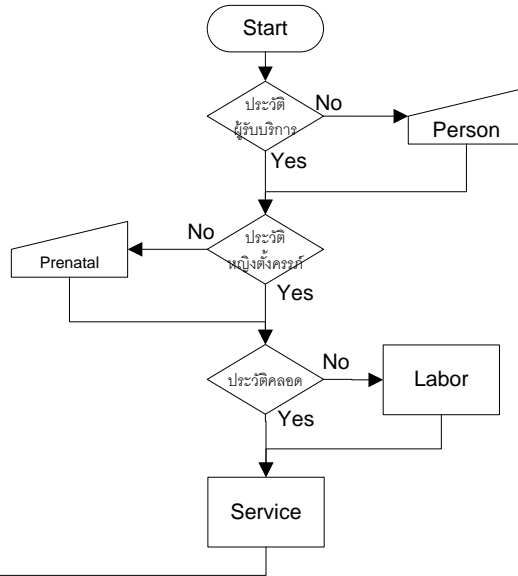 Start
ประวัติ
ผู้รับบริการ
No
Person
Yes
ประวัติ
หญิงตั้งครรภ์
No
Prenatal
Yes
ประวัติคลอด
No
Labor
Yes
Service